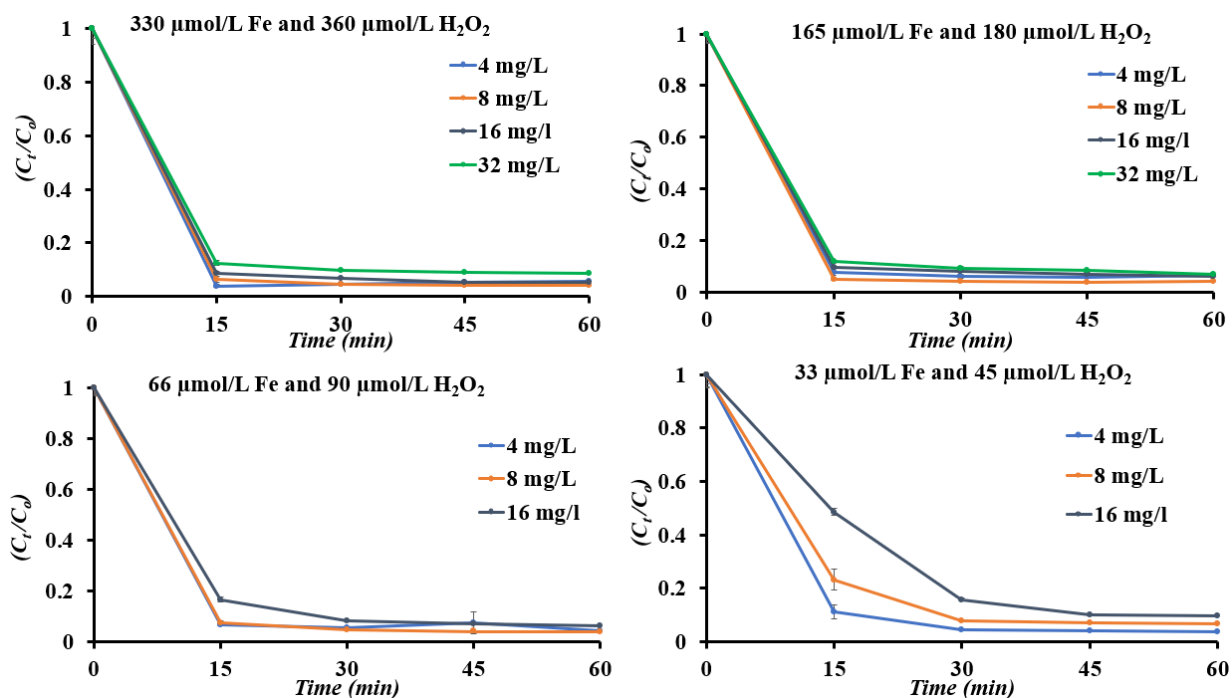 330 µmol/L Fe and 360 µmol/L H₂O₂
1
0.8
0.6
0.4
0.2
0
(Cₜ/Cₒ)
4 mg/L
8 mg/L
16 mg/l
32 mg/L
0 15 30 45 60
Time (min)
165 µmol/L Fe and 180 µmol/L H₂O₂
1
0.8
0.6
0.4
0.2
0
(Cₜ/Cₒ)
4 mg/L
8 mg/L
16 mg/l
32 mg/L
0 15 30 45 60
Time (min)
66 µmol/L Fe and 90 µmol/L H₂O₂
1
0.8
0.6
0.4
0.2
0
(Cₜ/Cₒ)
4 mg/L
8 mg/L
16 mg/l
0 15 30 45 60
Time (min)
33 µmol/L Fe and 45 µmol/L H₂O₂
1
0.8
0.6
0.4
0.2
0
(Cₜ/Cₒ)
4 mg/L
8 mg/L
16 mg/l
0 15 30 45 60
Time (min)